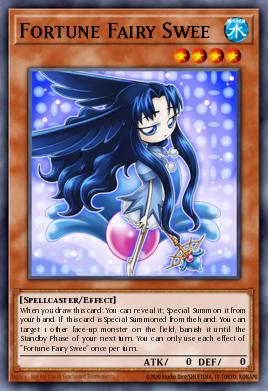 FORTUNE FAIRY SWEE
WATER
水
[SPELLCASTER/EFFECT]
When you draw this card: You can reveal it; Special Summon it from
your hand. If this card is Special Summoned from the hand: You can
target 1 other face-up monster on the field; banish it until the
Standby Phase of your next turn. You can only use each effect of
"Fortune Fairy Swee" once per turn.
ATK/ 0 DEF/ 0
©2020 Studio Dice/SHUEISHA, TV TOKYO, KONAMI